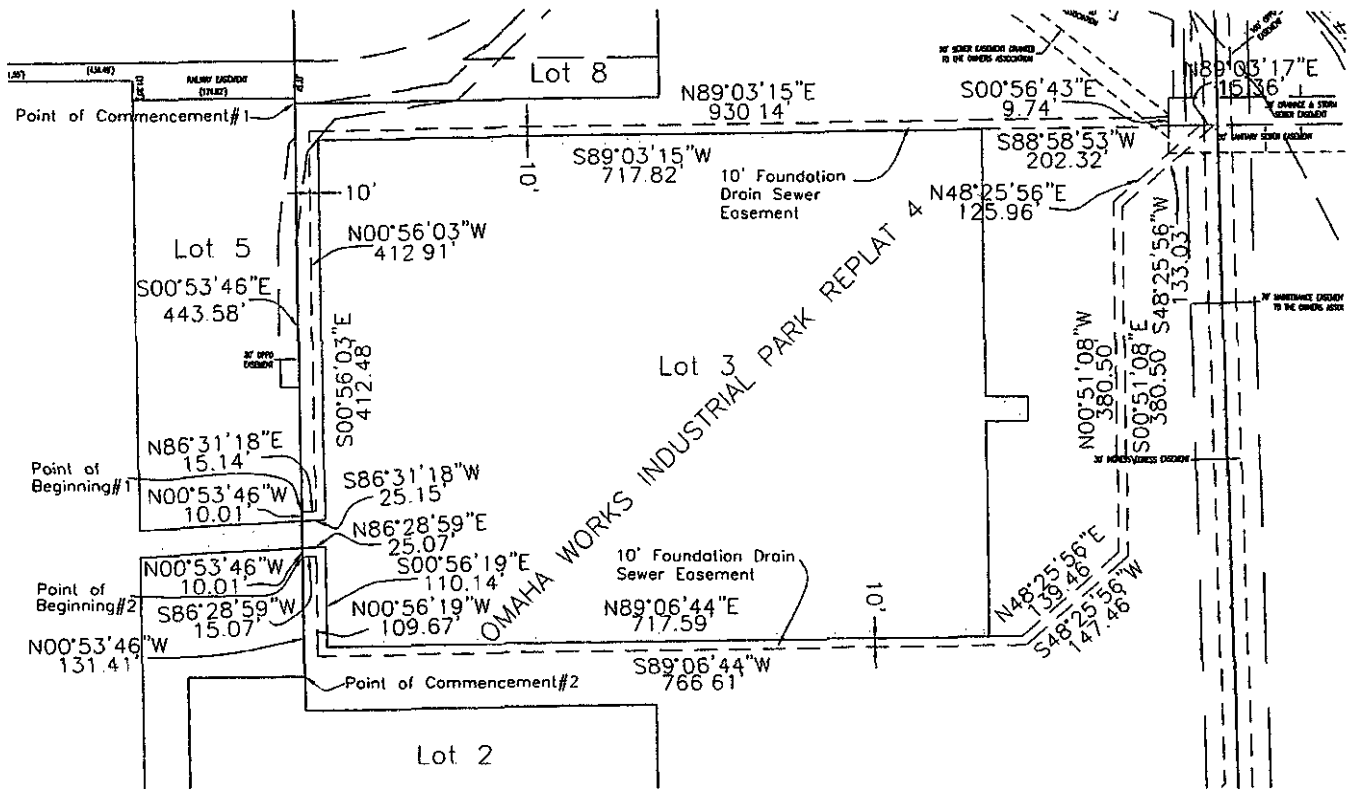 Lot 8
RAILWAY EASEMENT
Point of Commencement#1
N89°03'15"E
930 14'
S00°56'43"E
9.74'
N89°03'17"E
15.36'
S89°03'15"W
717.82'
10'
10'
S88°58'53"W
202.32'
10' Foundation
Drain Sewer
Easement
N48°25'56"E
125.96'
S48°25'56"W
133.03'
Lot 5
N00°56'03"W
412 91'
S00°53'46"E
443.58'
S00°56'03"E
412.48
Lot 3
OMAHA WORKS INDUSTRIAL PARK REPLAT 4
N00°51'08"W
380.50'
S00°51'08"E
380 50'
N86°31'18"E
15.14'
Point of
Beginning#1
N00°53'46"W
10.01'
S86°31'18"W
25.15'
N86°28'59"E
25.07'
N00°53'46"W
10.01'
Point of
Beginning#2
S00°56'19"E
110.14'
S86°28'59"W
15.07'
N00°56'19"W
109.67'
10' Foundation Drain
Sewer Easement
N00°53'46"W
131.41'
N89°06'44"E
717.59'
10'
N48°25'56"E
139.46
S48°25'56"W
147.46'
S89°06'44"W
766 61'
Point of Commencement#2
Lot 2